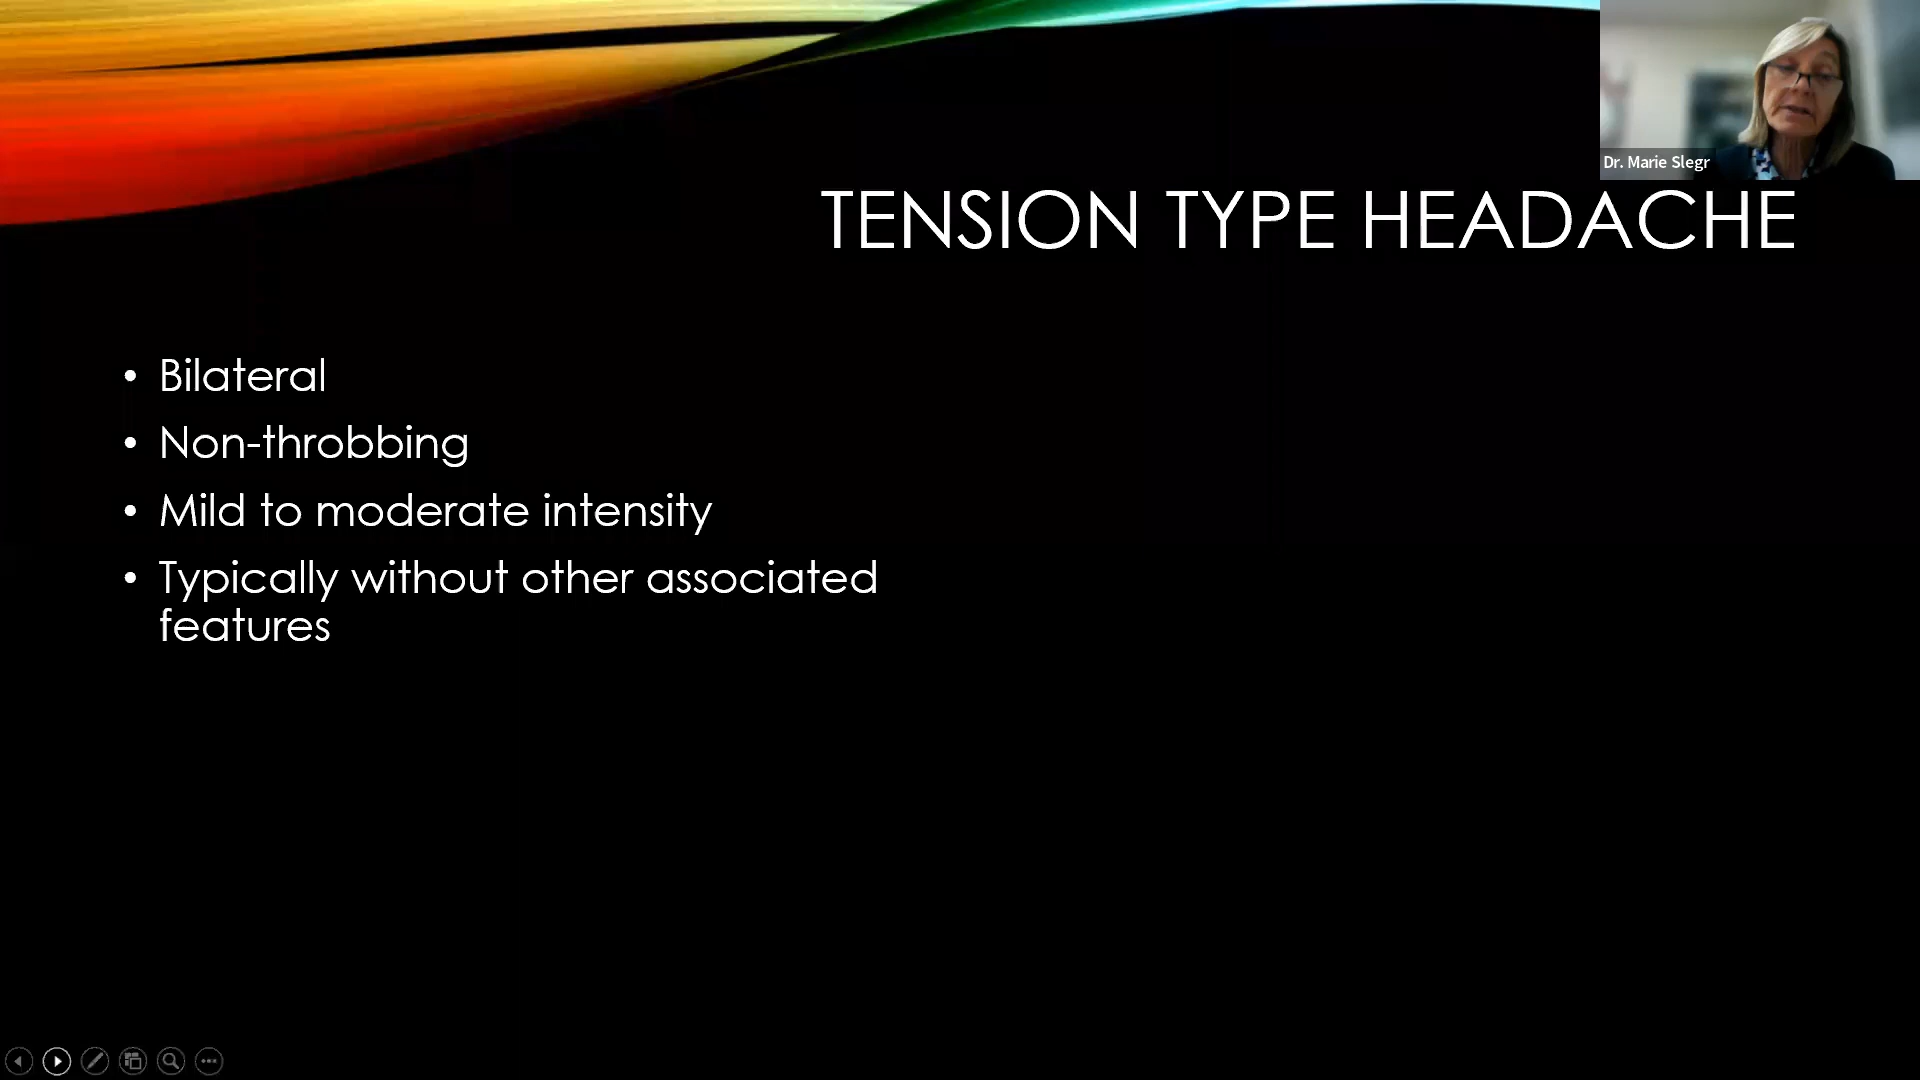 Dr. Marie Slegr
TENSION TYPE HEADACHE
• Bilateral
• Non-throbbing
• Mild to moderate intensity
• Typically without other associated
features